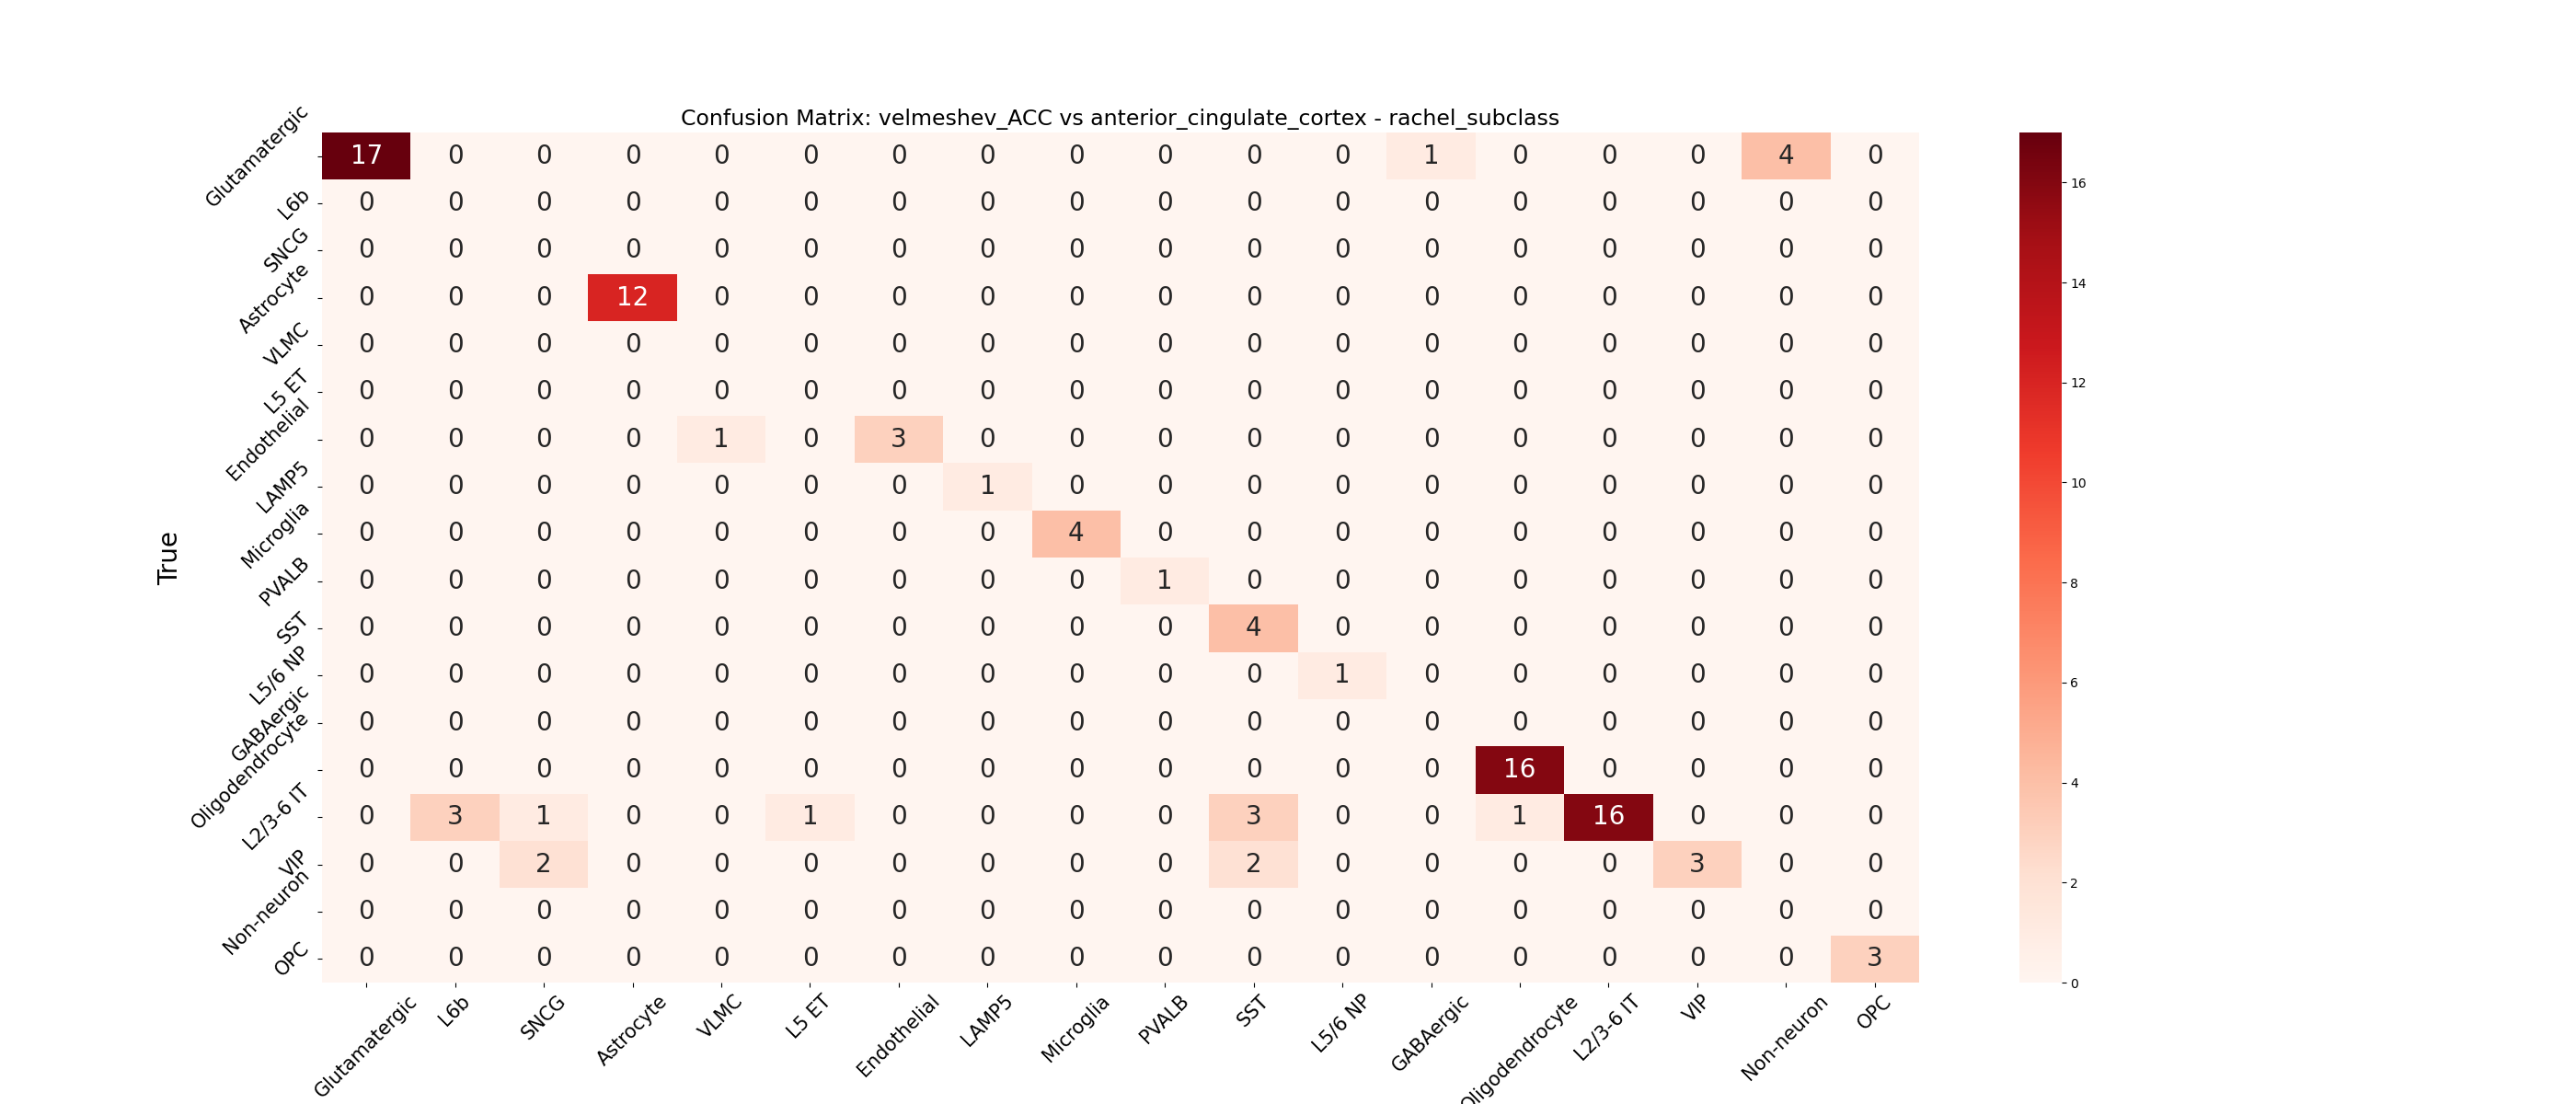 Confusion Matrix: velmeshev_ACC vs anterior_cingulate_cortex - rachel_subclass
True
Glutamatergic 17 0 0 0 0 0 0 0 0 0 0 0 1 0 0 0 4 0
L6b 0 0 0 0 0 0 0 0 0 0 0 0 0 0 0 0 0 0
SNCG 0 0 0 0 0 0 0 0 0 0 0 0 0 0 0 0 0 0
Astrocyte 0 0 0 12 0 0 0 0 0 0 0 0 0 0 0 0 0 0
VLMC 0 0 0 0 0 0 0 0 0 0 0 0 0 0 0 0 0 0
L5 ET 0 0 0 0 0 0 0 0 0 0 0 0 0 0 0 0 0 0
Endothelial 0 0 0 0 1 0 3 0 0 0 0 0 0 0 0 0 0 0
LAMP5 0 0 0 0 0 0 0 1 0 0 0 0 0 0 0 0 0 0
Microglia 0 0 0 0 0 0 0 0 4 0 0 0 0 0 0 0 0 0
PVALB 0 0 0 0 0 0 0 0 0 1 0 0 0 0 0 0 0 0
SST 0 0 0 0 0 0 0 0 0 0 4 0 0 0 0 0 0 0
L5/6 NP 0 0 0 0 0 0 0 0 0 0 0 1 0 0 0 0 0 0
GABAergic 0 0 0 0 0 0 0 0 0 0 0 0 0 0 0 0 0 0
Oligodendrocyte 0 0 0 0 0 0 0 0 0 0 0 0 0 16 0 0 0 0
L2/3-6 IT 0 3 1 0 0 1 0 0 0 0 3 0 0 1 16 0 0 0
VIP 0 0 2 0 0 0 0 0 0 0 2 0 0 0 0 3 0 0
Non-neuron 0 0 0 0 0 0 0 0 0 0 0 0 0 0 0 0 0 0
OPC 0 0 0 0 0 0 0 0 0 0 0 0 0 0 0 0 0 3
Glutamatergic L6b SNCG Astrocyte VLMC L5 ET Endothelial LAMP5 Microglia PVALB SST L5/6 NP GABAergic Oligodendrocyte L2/3-6 IT VIP Non-neuron OPC
16
14
12
10
8
6
4
2
0